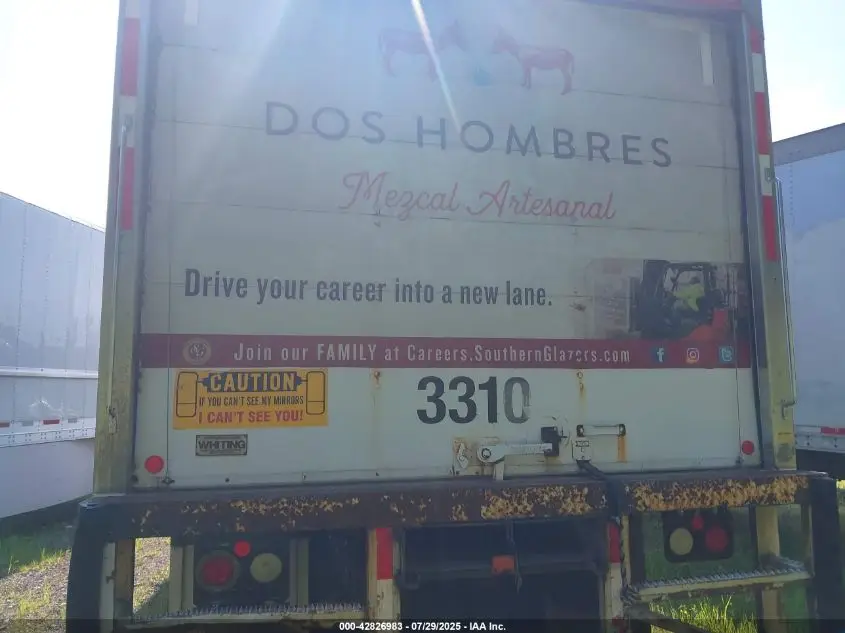 DOS HOMBRES
Mezcal Artesanal
Drive your career into a new lane.
Join our FAMILY at Careers.SouthernGlazers.com
CAUTION
IF YOU CAN'T SEE MY MIRRORS
I CAN'T SEE YOU!
3310
WHITING
000-42826983 / 07/29/2025 - IAA Inc.